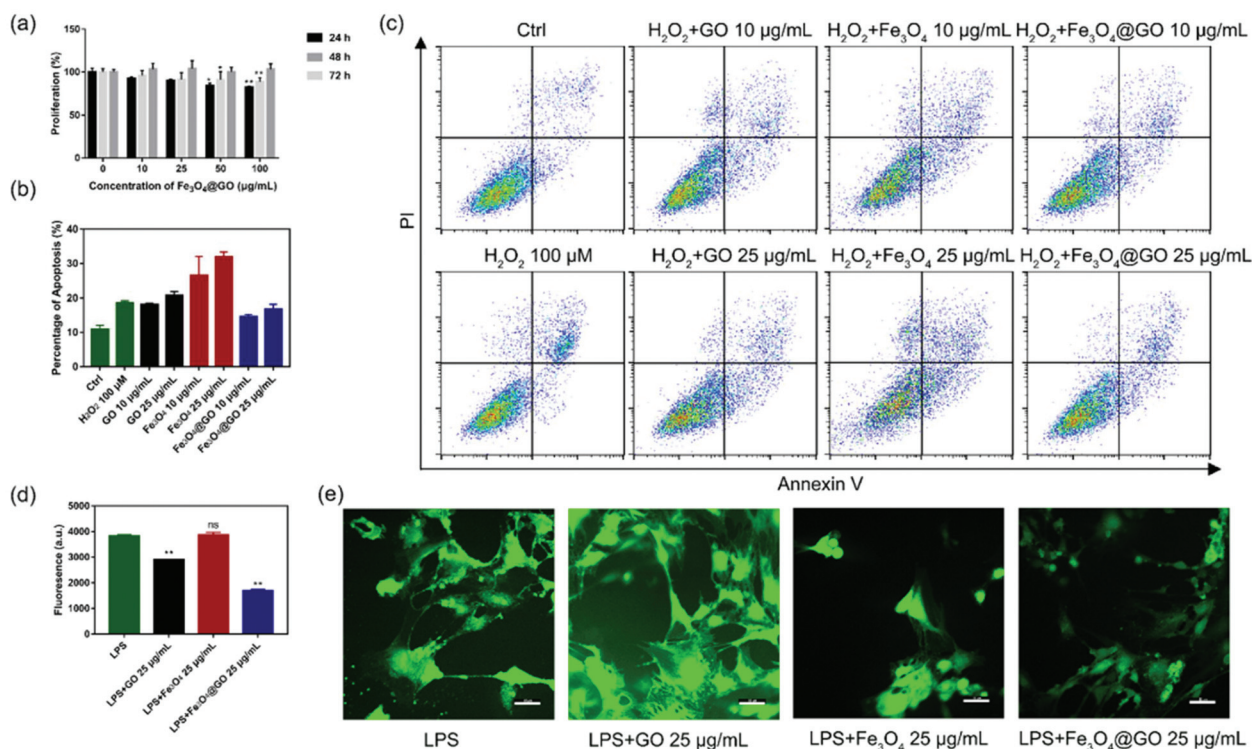 (a)
Proliferation (%)
150
100
50
0
0
10
25
50
100
Concentration of Fe₃O₄@GO (μg/mL)
24 h
48 h
72 h
*
*
**
**
(b)
Percentage of Apoptosis (%)
40
30
20
10
0
Ctrl
H₂O₂ 100 μM
GO 10 μg/mL
GO 25 μg/mL
Fe₃O₄ 10 μg/mL
Fe₃O₄ 25 μg/mL
Fe₃O₄@GO 10 μg/mL
Fe₃O₄@GO 25 μg/mL
(c)
Ctrl
H₂O₂+GO 10 μg/mL
H₂O₂+Fe₃O₄ 10 μg/mL
H₂O₂+Fe₃O₄@GO 10 μg/mL
PI
H₂O₂ 100 μM
H₂O₂+GO 25 μg/mL
H₂O₂+Fe₃O₄ 25 μg/mL
H₂O₂+Fe₃O₄@GO 25 μg/mL
Annexin V
(d)
Fluoresence (a.u.)
5000
4000
3000
2000
1000
0
**
ns
**
LPS
LPS+GO 25 μg/mL
LPS+Fe₃O₄ 25 μg/mL
LPS+Fe₃O₄@GO 25 μg/mL
(e)
LPS
LPS+GO 25 μg/mL
LPS+Fe₃O₄ 25 μg/mL
LPS+Fe₃O₄@GO 25 μg/mL